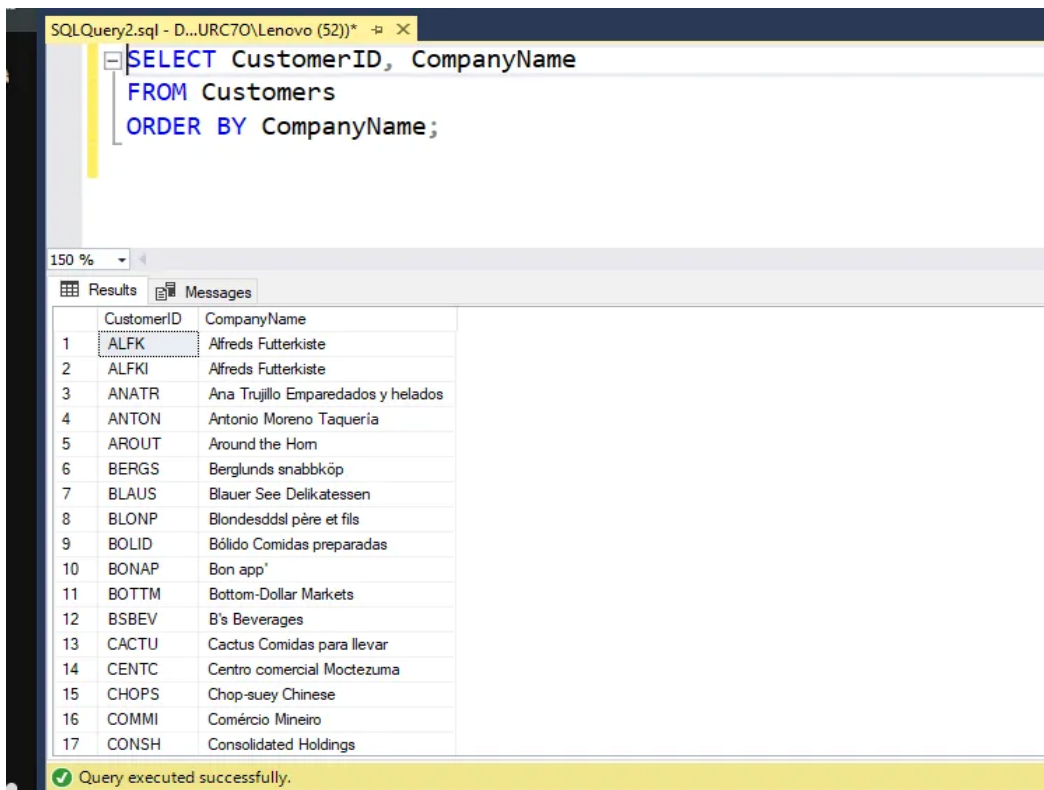 SQLQuery2.sql - D...URC7O\Lenovo (52))*
SELECT CustomerID, CompanyName
FROM Customers
ORDER BY CompanyName;
150 %
Results Messages
CustomerID CompanyName
1 ALFK Alfreds Futterkiste
2 ALFKI Alfreds Futterkiste
3 ANATR Ana Trujillo Emparedados y helados
4 ANTON Antonio Moreno Taquería
5 AROUT Around the Horn
6 BERGS Berglunds snabbköp
7 BLAUS Blauer See Delikatessen
8 BLONP Blondesddsl père et fils
9 BOLID Bólido Comidas preparadas
10 BONAP Bon app'
11 BOTTM Bottom-Dollar Markets
12 BSBEV B's Beverages
13 CACTU Cactus Comidas para llevar
14 CENTC Centro comercial Moctezuma
15 CHOPS Chop-suey Chinese
16 COMMI Comércio Mineiro
17 CONSH Consolidated Holdings
Query executed successfully.